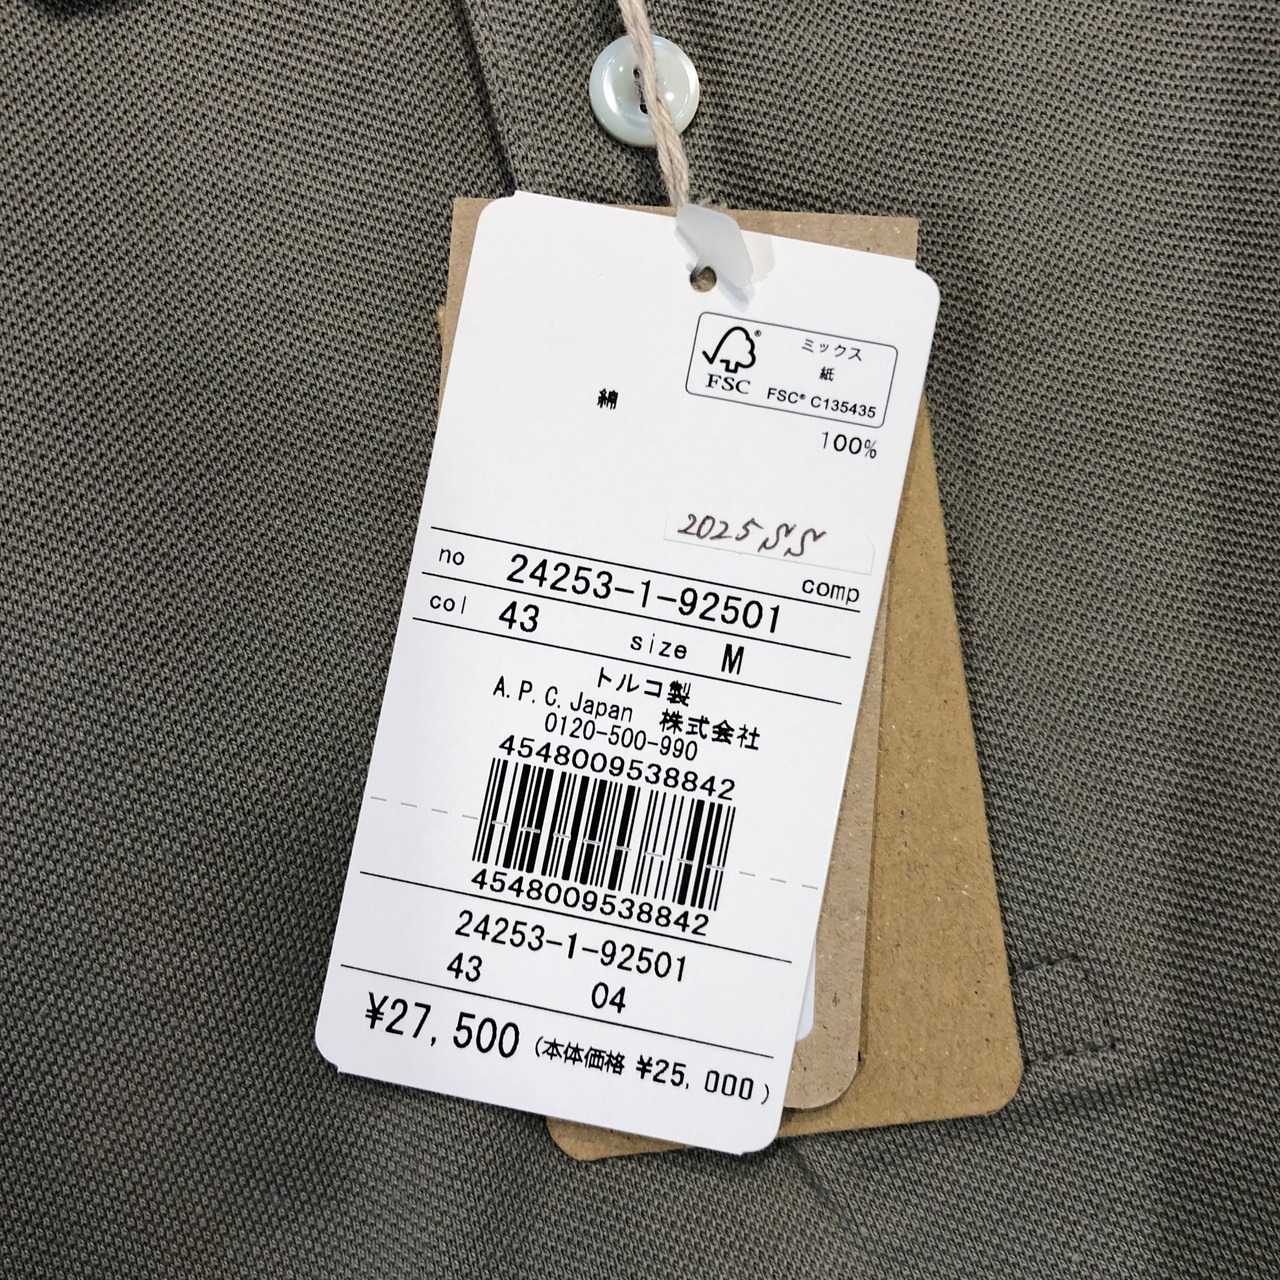 FSC®
ミックス
紙
FSC® C135435
綿 100%
2025 SS
no 24253-1-92501 comp
col 43 size M
トルコ製
A.P.C.Japan 株式会社
0120-500-990
4548009538842
4548009538842
24253-1-92501
43 04
¥27,500 (本体価格 ¥25,000)